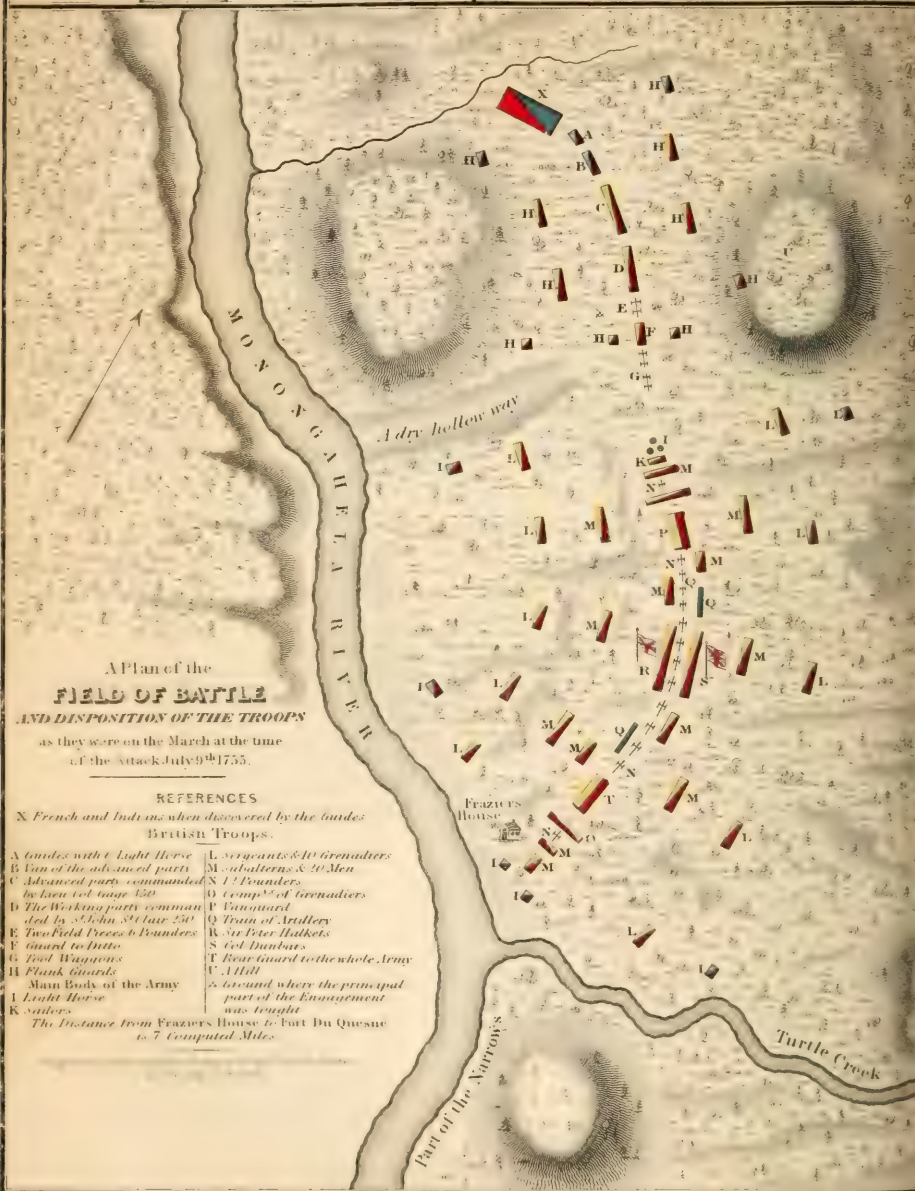 MONONGAHELA RIVER
A dry hollow way
Fraziers
House
Turtle Creek
Part of the Narrows
A Plan of the
FIELD OF BATTLE
AND DISPOSITION OF THE TROOPS
as they were on the March at the time
of the Attack July 9th 1755.
REFERENCES
X French and Indians when discovered by the Guides
British Troops.
A Guides with 6 Light Horse
B Van of the advanced party
C Advanced party commanded
by Lieu Col Gage 350
D The Working party comman
ded by Sr John St Clair 250
E Two Field Pieces 6 Pounders
F Guard to Ditto
G Tool Waggons
H Flank Guards
Main Body of the Army
I Light Horse
K Sailors
L Sergeants & 10 Grenadiers
M Subalterns & 20 Men
N 12 Pounders
O Compy of Grenadiers
P Vanguard
Q Train of Artillery
R Sir Peter Halkets
S Col Dunbars
T Rear Guard to the whole Army
U A Hill
Ground where the principal
part of the Engagement
was fought
The Distance from Fraziers House to Fort Du Quesne
is 7 Computed Miles
X
A
B
C
D
E
F
G
H
H
H
H
H
H
H
H
H
H
I
K
M
N
P
N
M
M
Q
Q
R
S
M
M
M
M
L
L
L
L
L
L
L
L
L
L
I
I
I
I
I
M
M
M
M
M
Q
N
T
N
O
M
U